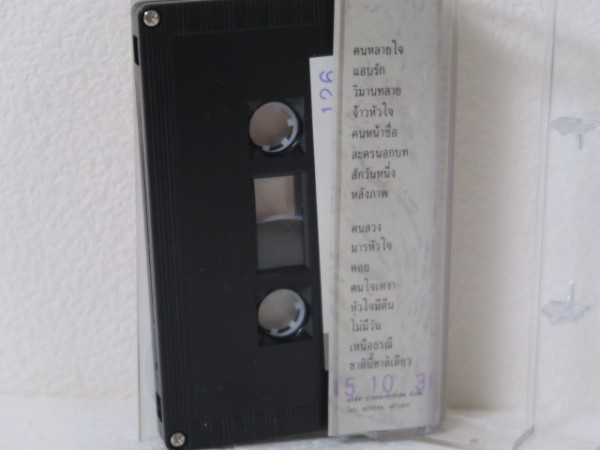 126
คนหลายใจ
แอบรัก
วิมานทลาย
จ้าวหัวใจ
คนหน้าซื่อ
ละครนอกบท
สักวันหนึ่ง
หลังภาพ
คนลวง
มารหัวใจ
คอย
คนใจเหงา
หัวใจมีตีน
ไม่มีวัน
เหนือธรณี
ชาตินี้ชาติเดียว
15 10 3